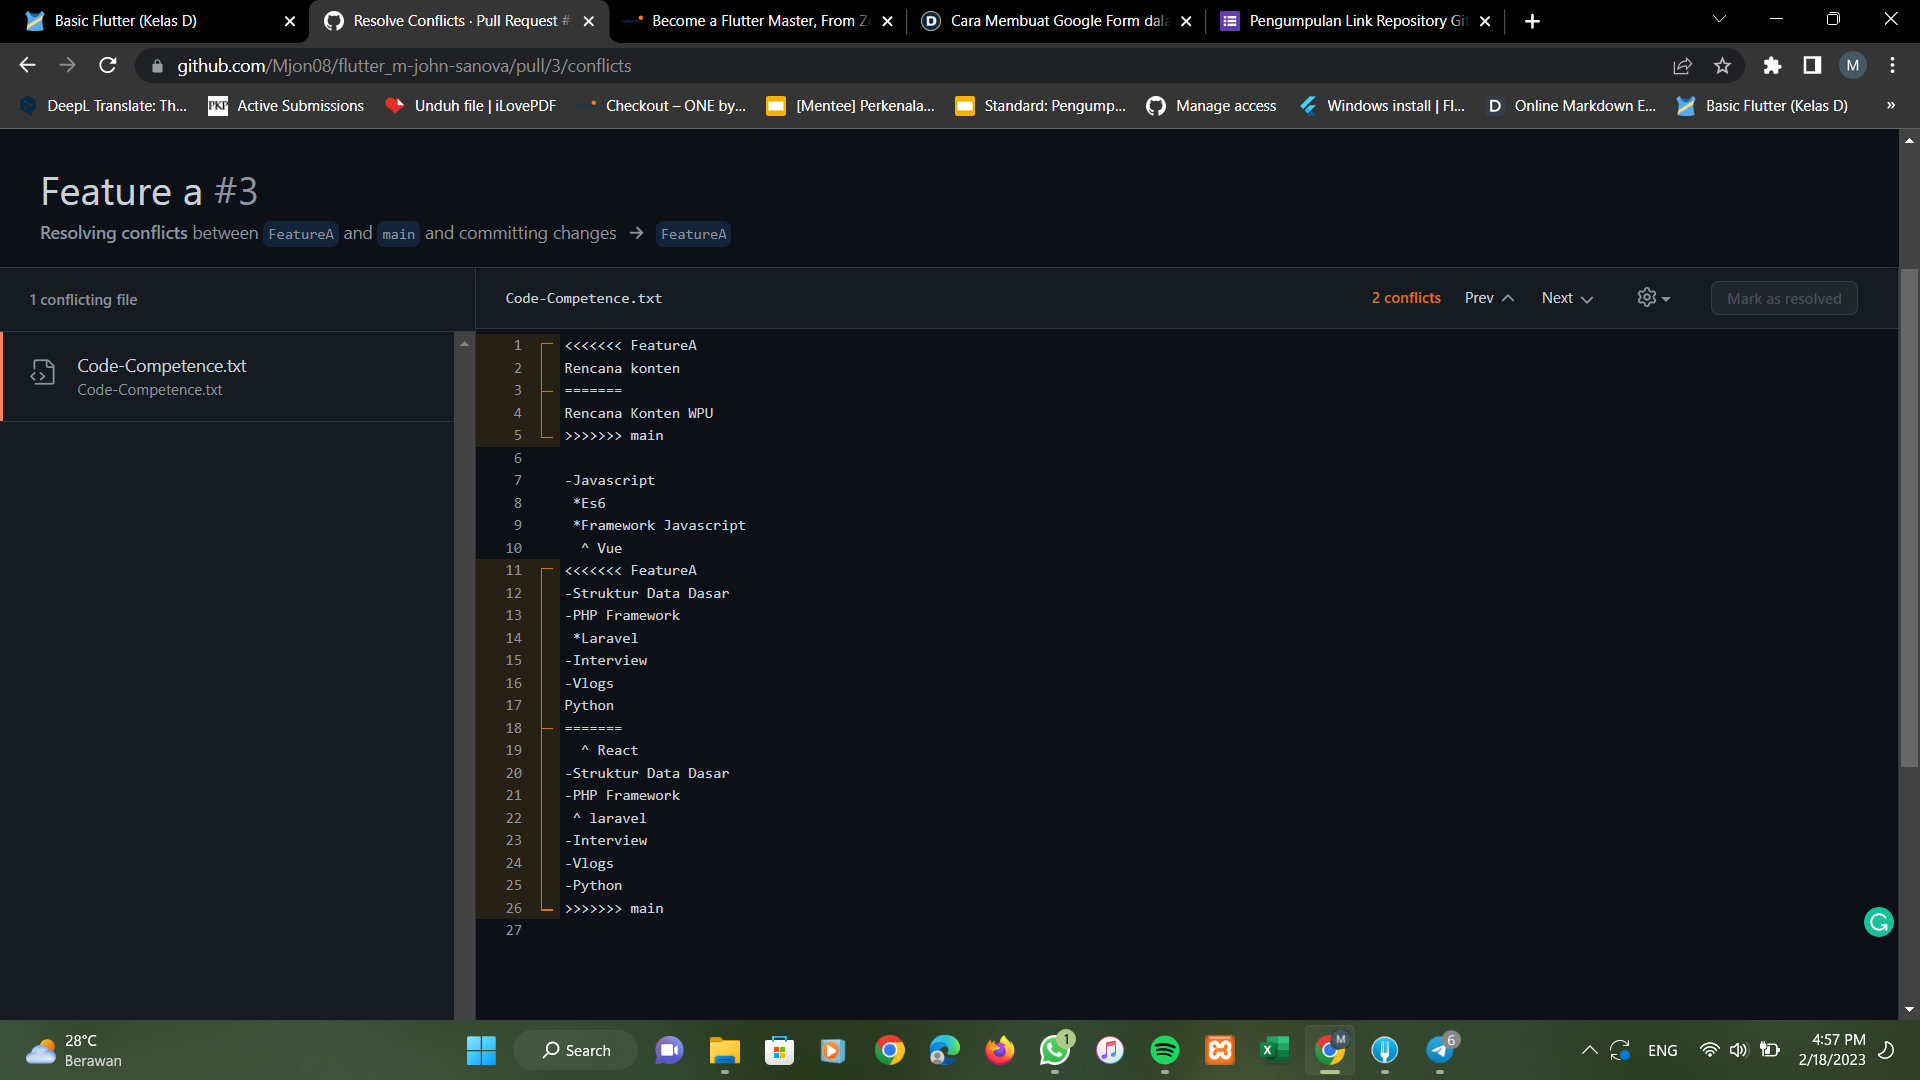 Basic Flutter (Kelas D)
Resolve Conflicts · Pull Request #
Become a Flutter Master, From Ze
Cara Membuat Google Form dala
Pengumpulan Link Repository Git
github.com/Mjon08/flutter_m-john-sanova/pull/3/conflicts
M
DeepL Translate: Th...
PKP
Active Submissions
Unduh file | iLovePDF
Checkout – ONE by...
[Mentee] Perkenala...
Standard: Pengump...
Manage access
Windows install | Fl...
D
Online Markdown E...
Basic Flutter (Kelas D)
»
Feature a #3
Resolving conflicts between FeatureA and main and committing changes → FeatureA
1 conflicting file
Code-Competence.txt
Code-Competence.txt
Code-Competence.txt
2 conflicts
Prev
Next
Mark as resolved
1 <<<<<<< FeatureA
2 Rencana konten
3 =======
4 Rencana Konten WPU
5 >>>>>>> main
6
7 -Javascript
8  *Es6
9  *Framework Javascript
10   ^ Vue
11 <<<<<<< FeatureA
12 -Struktur Data Dasar
13 -PHP Framework
14  *Laravel
15 -Interview
16 -Vlogs
17 Python
18 =======
19   ^ React
20 -Struktur Data Dasar
21 -PHP Framework
22  ^ laravel
23 -Interview
24 -Vlogs
25 -Python
26 >>>>>>> main
27
28°C
Berawan
Search
1
M
6
ENG
4:57 PM
2/18/2023